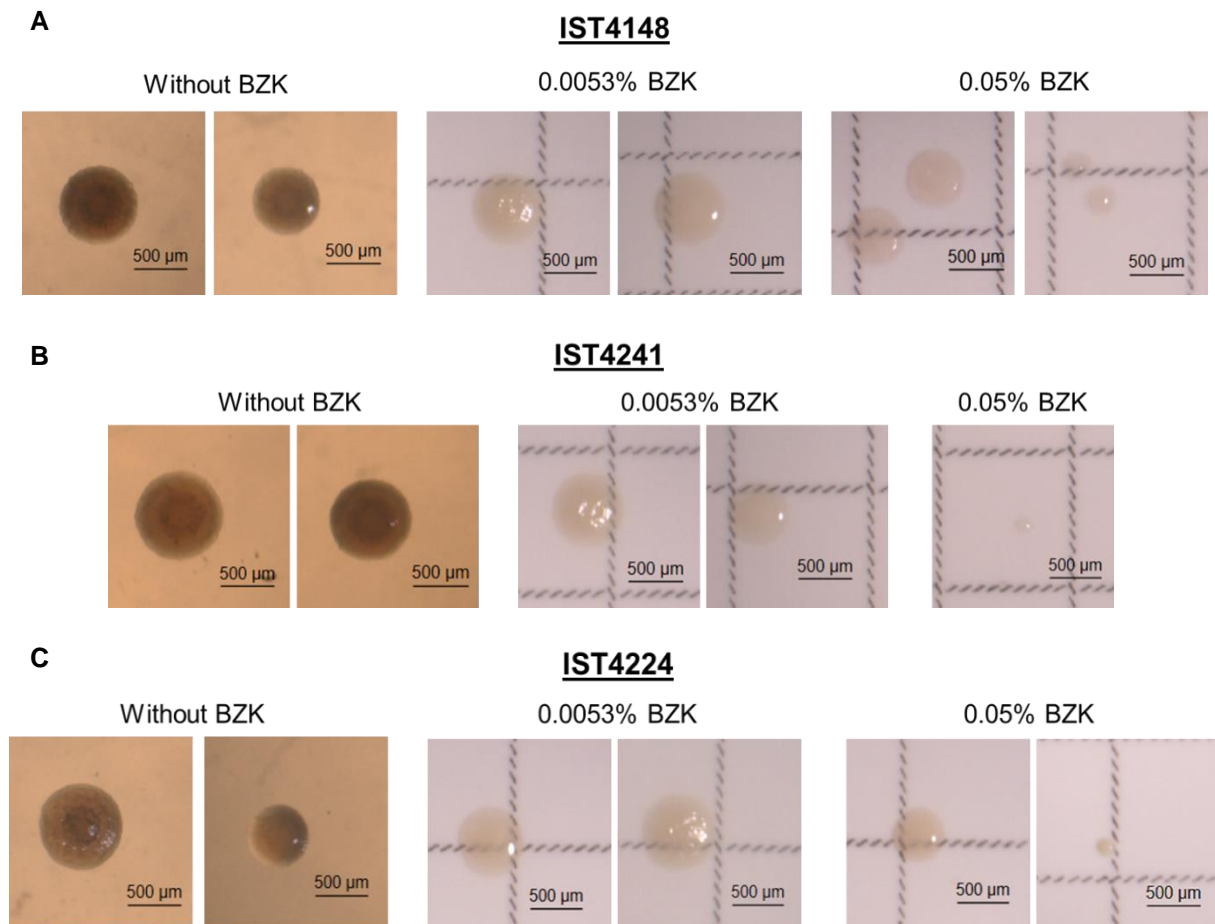 A
IST4148
Without BZK 0.0053% BZK 0.05% BZK
500 µm 500 µm 500 µm 500 µm 500 µm 500 µm
B
IST4241
Without BZK 0.0053% BZK 0.05% BZK
500 µm 500 µm 500 µm 500 µm 500 µm
C
IST4224
Without BZK 0.0053% BZK 0.05% BZK
500 µm 500 µm 500 µm 500 µm 500 µm 500 µm